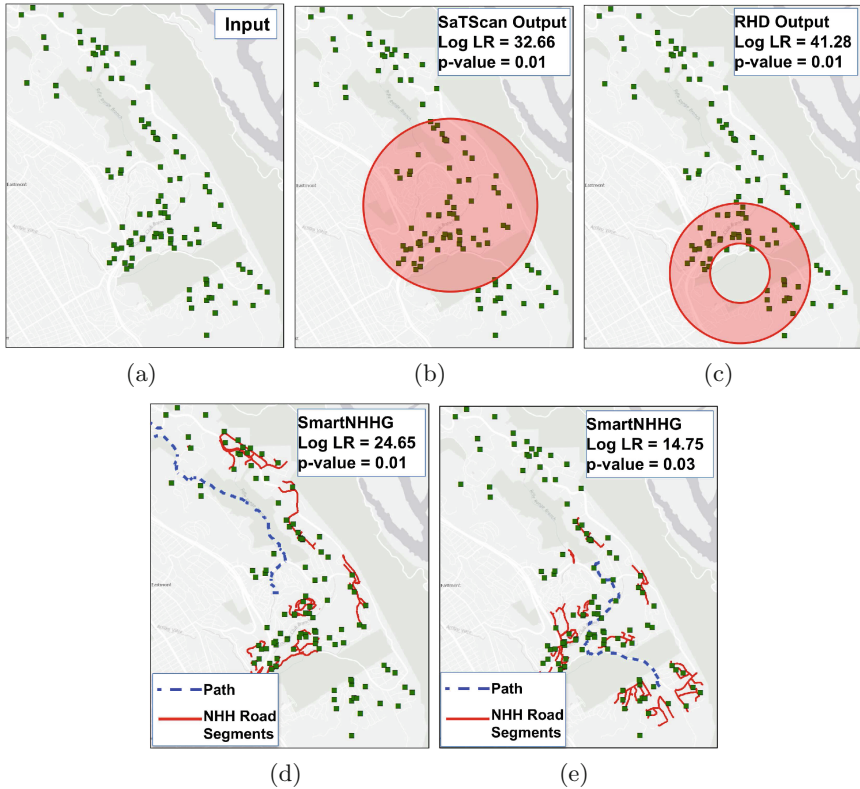 Input
SaTScan Output
Log LR = 32.66
p-value = 0.01
RHD Output
Log LR = 41.28
p-value = 0.01
(a)
(b)
(c)
SmartNHHG
Log LR = 24.65
p-value = 0.01
Path
NHH Road
Segments
SmartNHHG
Log LR = 14.75
p-value = 0.03
Path
NHH Road
Segments
(d)
(e)